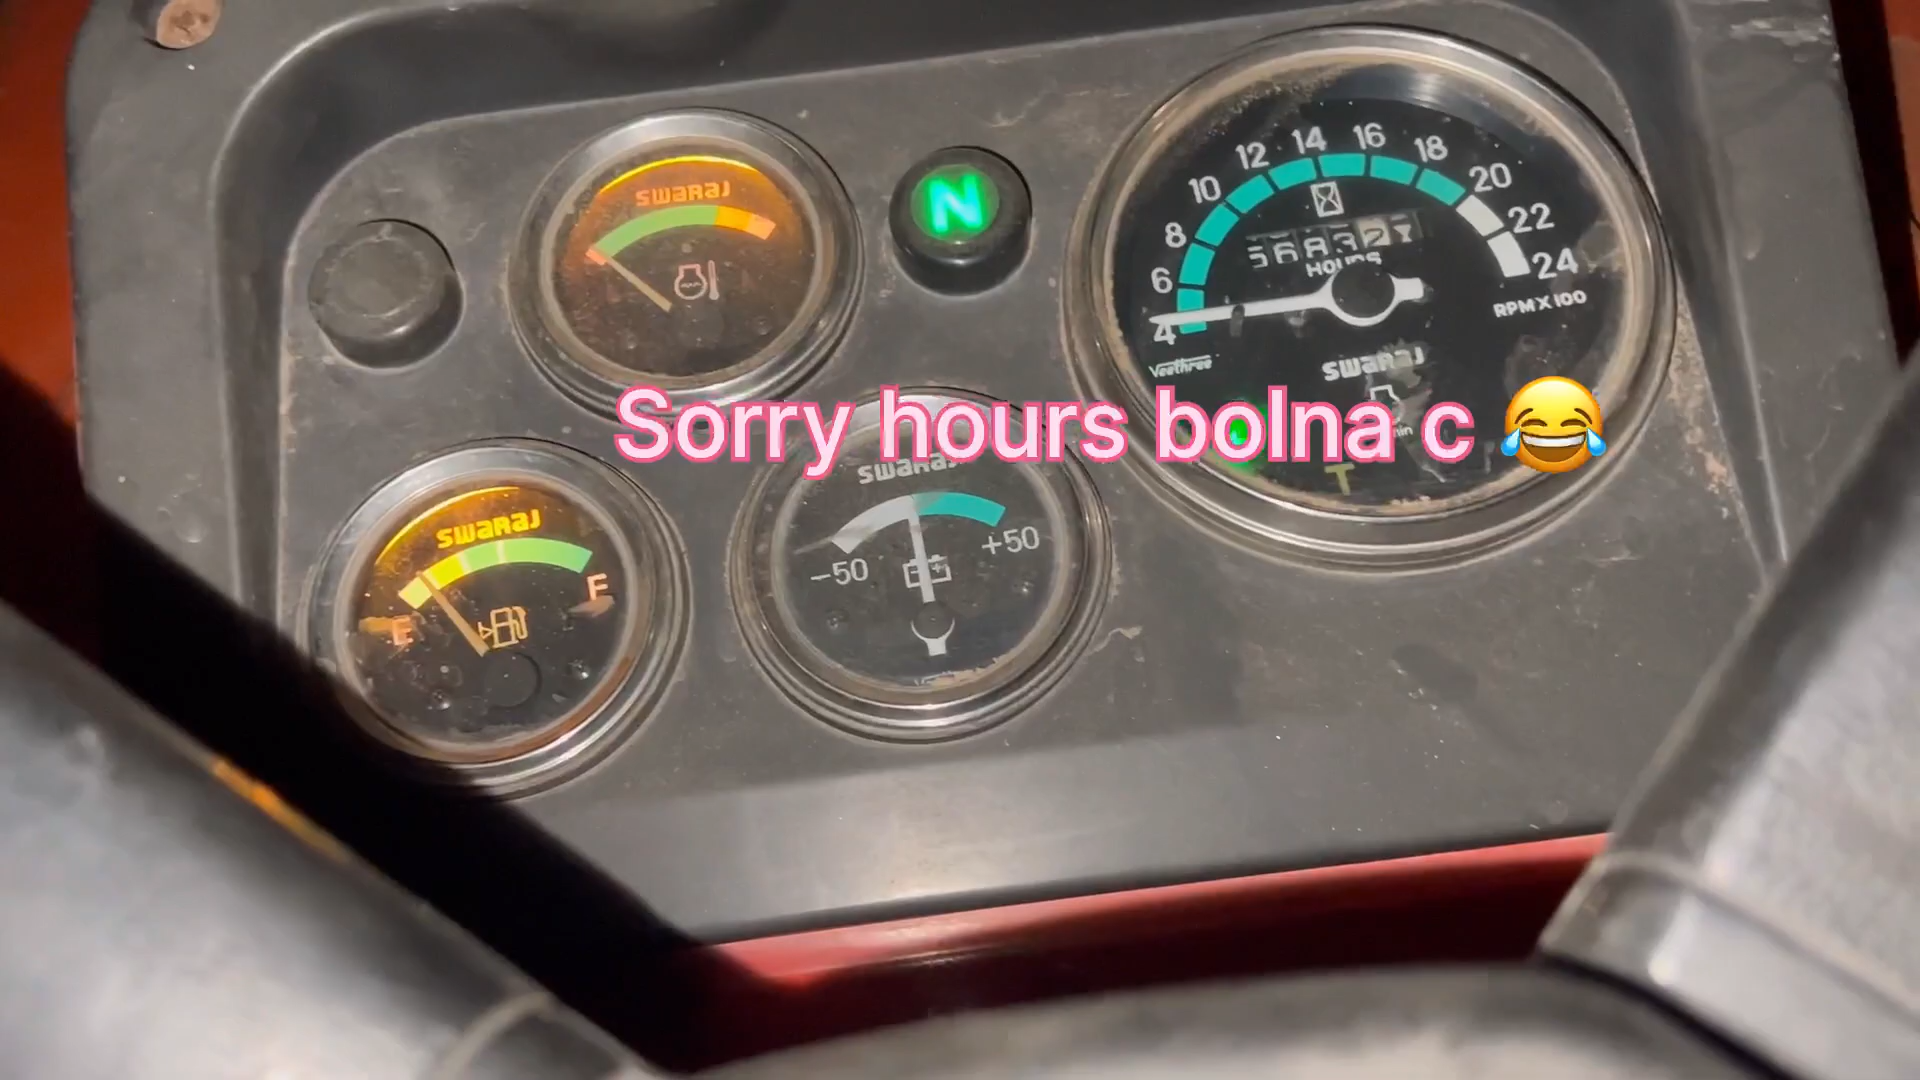 swaraj
N
4
6
8
10
12
14
16
18
20
22
24
HOURS
RPM X 100
Veethree
swaraj
T
Sorry hours bolna c 😂
swaraj
-50
+50
swaraj
E
F